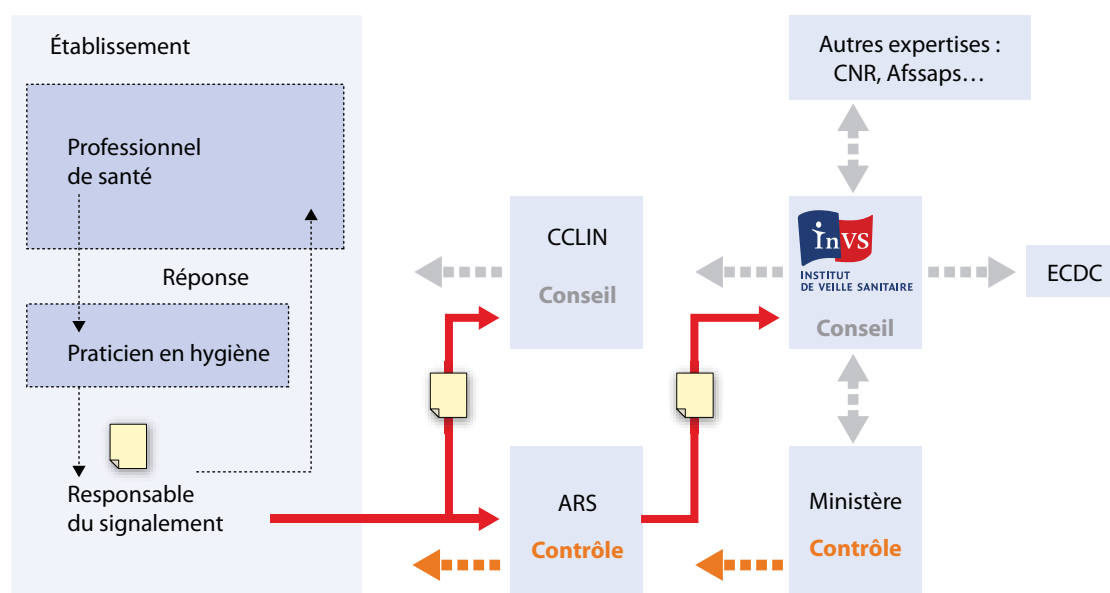 Établissement
Professionnel
de santé
Réponse
Praticien en hygiène
Responsable
du signalement
CCLIN
Conseil
ARS
Contrôle
Autres expertises :
CNR, Afssaps…
InVS
INSTITUT
DE VEILLE SANITAIRE
Conseil
Ministère
Contrôle
ECDC